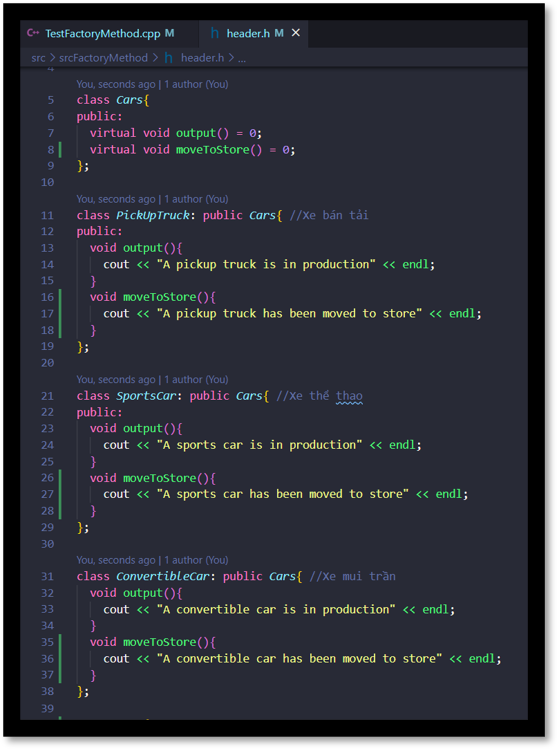 TestFactoryMethod.cpp M
header.h M ×
src > srcFactoryMethod > h header.h > ...
4
You, seconds ago | 1 author (You)
5 class Cars{
6 public:
7 virtual void output() = 0;
8 virtual void moveToStore() = 0;
9 };
10
You, seconds ago | 1 author (You)
11 class PickUpTruck: public Cars{ //Xe bán tải
12 public:
13 void output(){
14 cout << "A pickup truck is in production" << endl;
15 }
16 void moveToStore(){
17 cout << "A pickup truck has been moved to store" << endl;
18 }
19 };
20
You, seconds ago | 1 author (You)
21 class SportsCar: public Cars{ //Xe thể thao
22 public:
23 void output(){
24 cout << "A sports car is in production" << endl;
25 }
26 void moveToStore(){
27 cout << "A sports car has been moved to store" << endl;
28 }
29 };
30
You, seconds ago | 1 author (You)
31 class ConvertibleCar: public Cars{ //Xe mui trần
32 void output(){
33 cout << "A convertible car is in production" << endl;
34 }
35 void moveToStore(){
36 cout << "A convertible car has been moved to store" << endl;
37 }
38 };
39